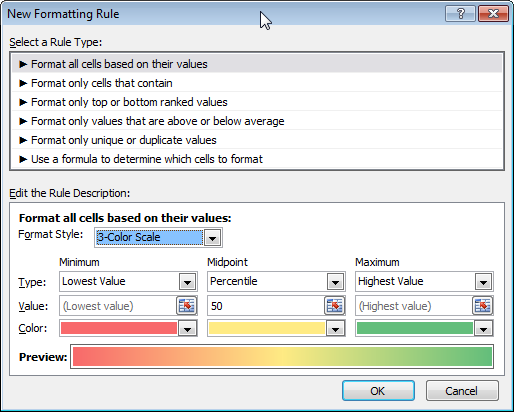 New Formatting Rule
Select a Rule Type:
► Format all cells based on their values
► Format only cells that contain
► Format only top or bottom ranked values
► Format only values that are above or below average
► Format only unique or duplicate values
► Use a formula to determine which cells to format
Edit the Rule Description:
Format all cells based on their values:
Format Style: 3-Color Scale
Minimum Midpoint Maximum
Type: Lowest Value Percentile Highest Value
Value: (Lowest value) 50 (Highest value)
Color:
Preview:
OK Cancel